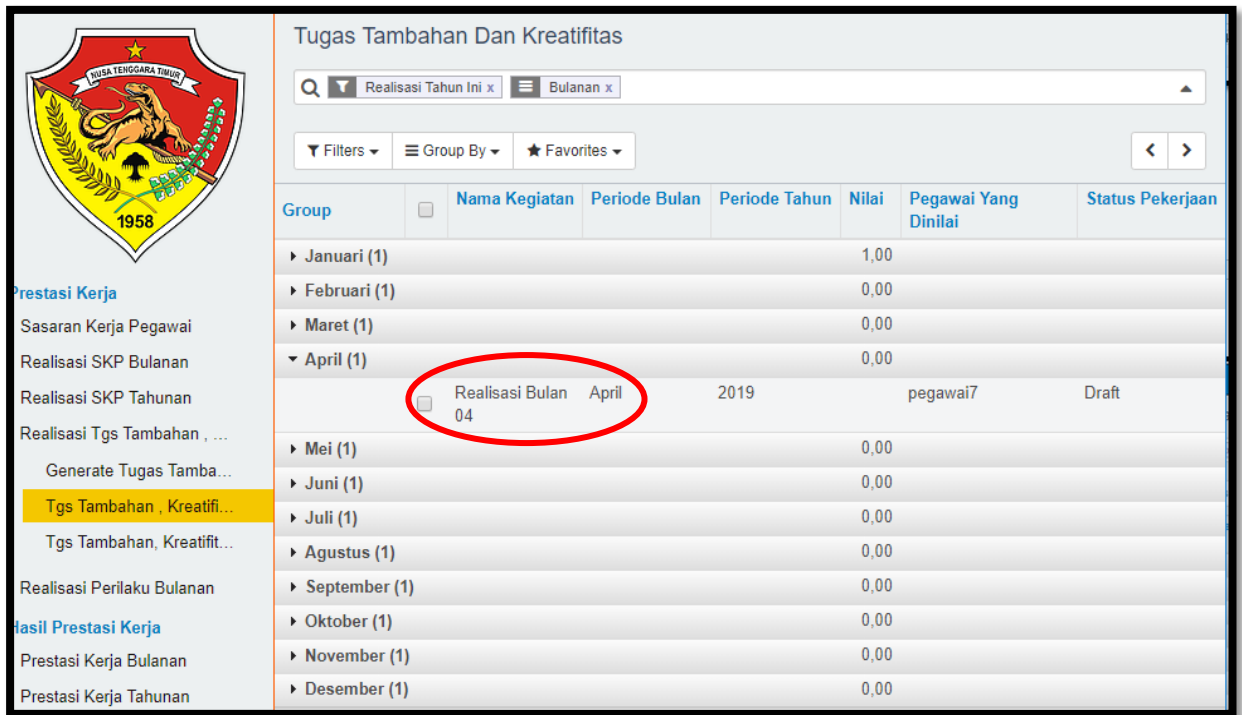 NUSA TENGGARA TIMUR
1958
Prestasi Kerja
Sasaran Kerja Pegawai
Realisasi SKP Bulanan
Realisasi SKP Tahunan
Realisasi Tgs Tambahan , ...
Generate Tugas Tamba...
Tgs Tambahan , Kreatifi...
Tgs Tambahan, Kreatifit...
Realisasi Perilaku Bulanan
Hasil Prestasi Kerja
Prestasi Kerja Bulanan
Prestasi Kerja Tahunan
Tugas Tambahan Dan Kreatifitas
Realisasi Tahun Ini x Bulanan x
Filters Group By Favorites
Group Nama Kegiatan Periode Bulan Periode Tahun Nilai Pegawai Yang Status Pekerjaan
Dinilai
Januari (1) 1,00
Februari (1) 0,00
Maret (1) 0,00
April (1) 0,00
Realisasi Bulan April 2019 pegawai7 Draft
04
Mei (1) 0,00
Juni (1) 0,00
Juli (1) 0,00
Agustus (1) 0,00
September (1) 0,00
Oktober (1) 0,00
November (1) 0,00
Desember (1) 0,00